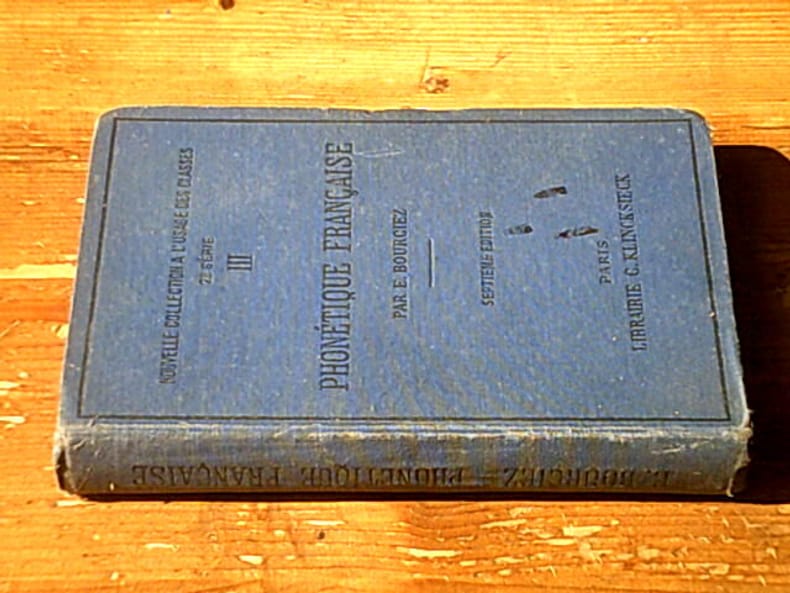 NOUVELLE COLLECTION A L'USAGE DES CLASSES
2E SÉRIE
III
PHONÉTIQUE FRANÇAISE
PAR E. BOURCIEZ
SEPTIÈME EDITION
PARIS
LIBRAIRIE C. KLINCKSIECK
E. BOURCIEZ — PHONÉTIQUE FRANÇAISE